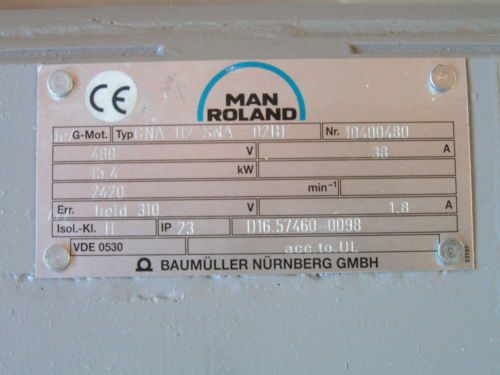 CE
MAN
ROLAND
G-Mot. Typ GNA 112 SNA -02BF Nr. 10400480
480 V 38 A
15.4 kW
2420 min⁻¹
Err. field 310 V 1.8 A
Isol.-Kl. H IP 23 D16.57460-0098
VDE 0530 acc.to.UL
BAUMÜLLER NÜRNBERG GMBH
23107